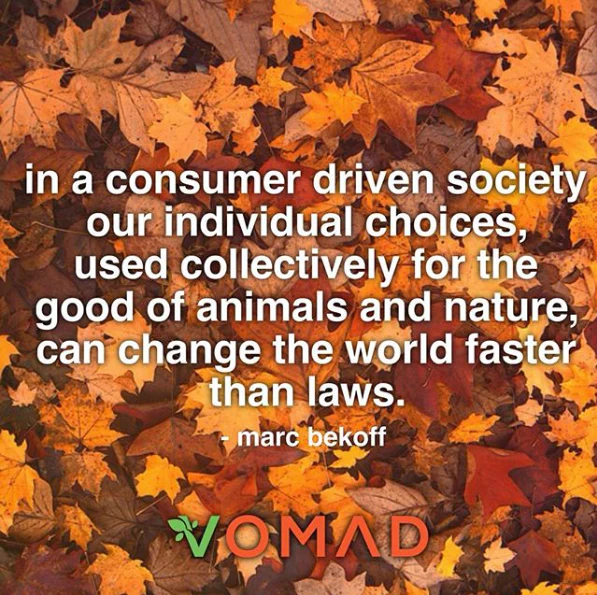 in a consumer driven society
our individual choices,
used collectively for the
good of animals and nature,
can change the world faster
than laws.
- marc bekoff
VOMAD